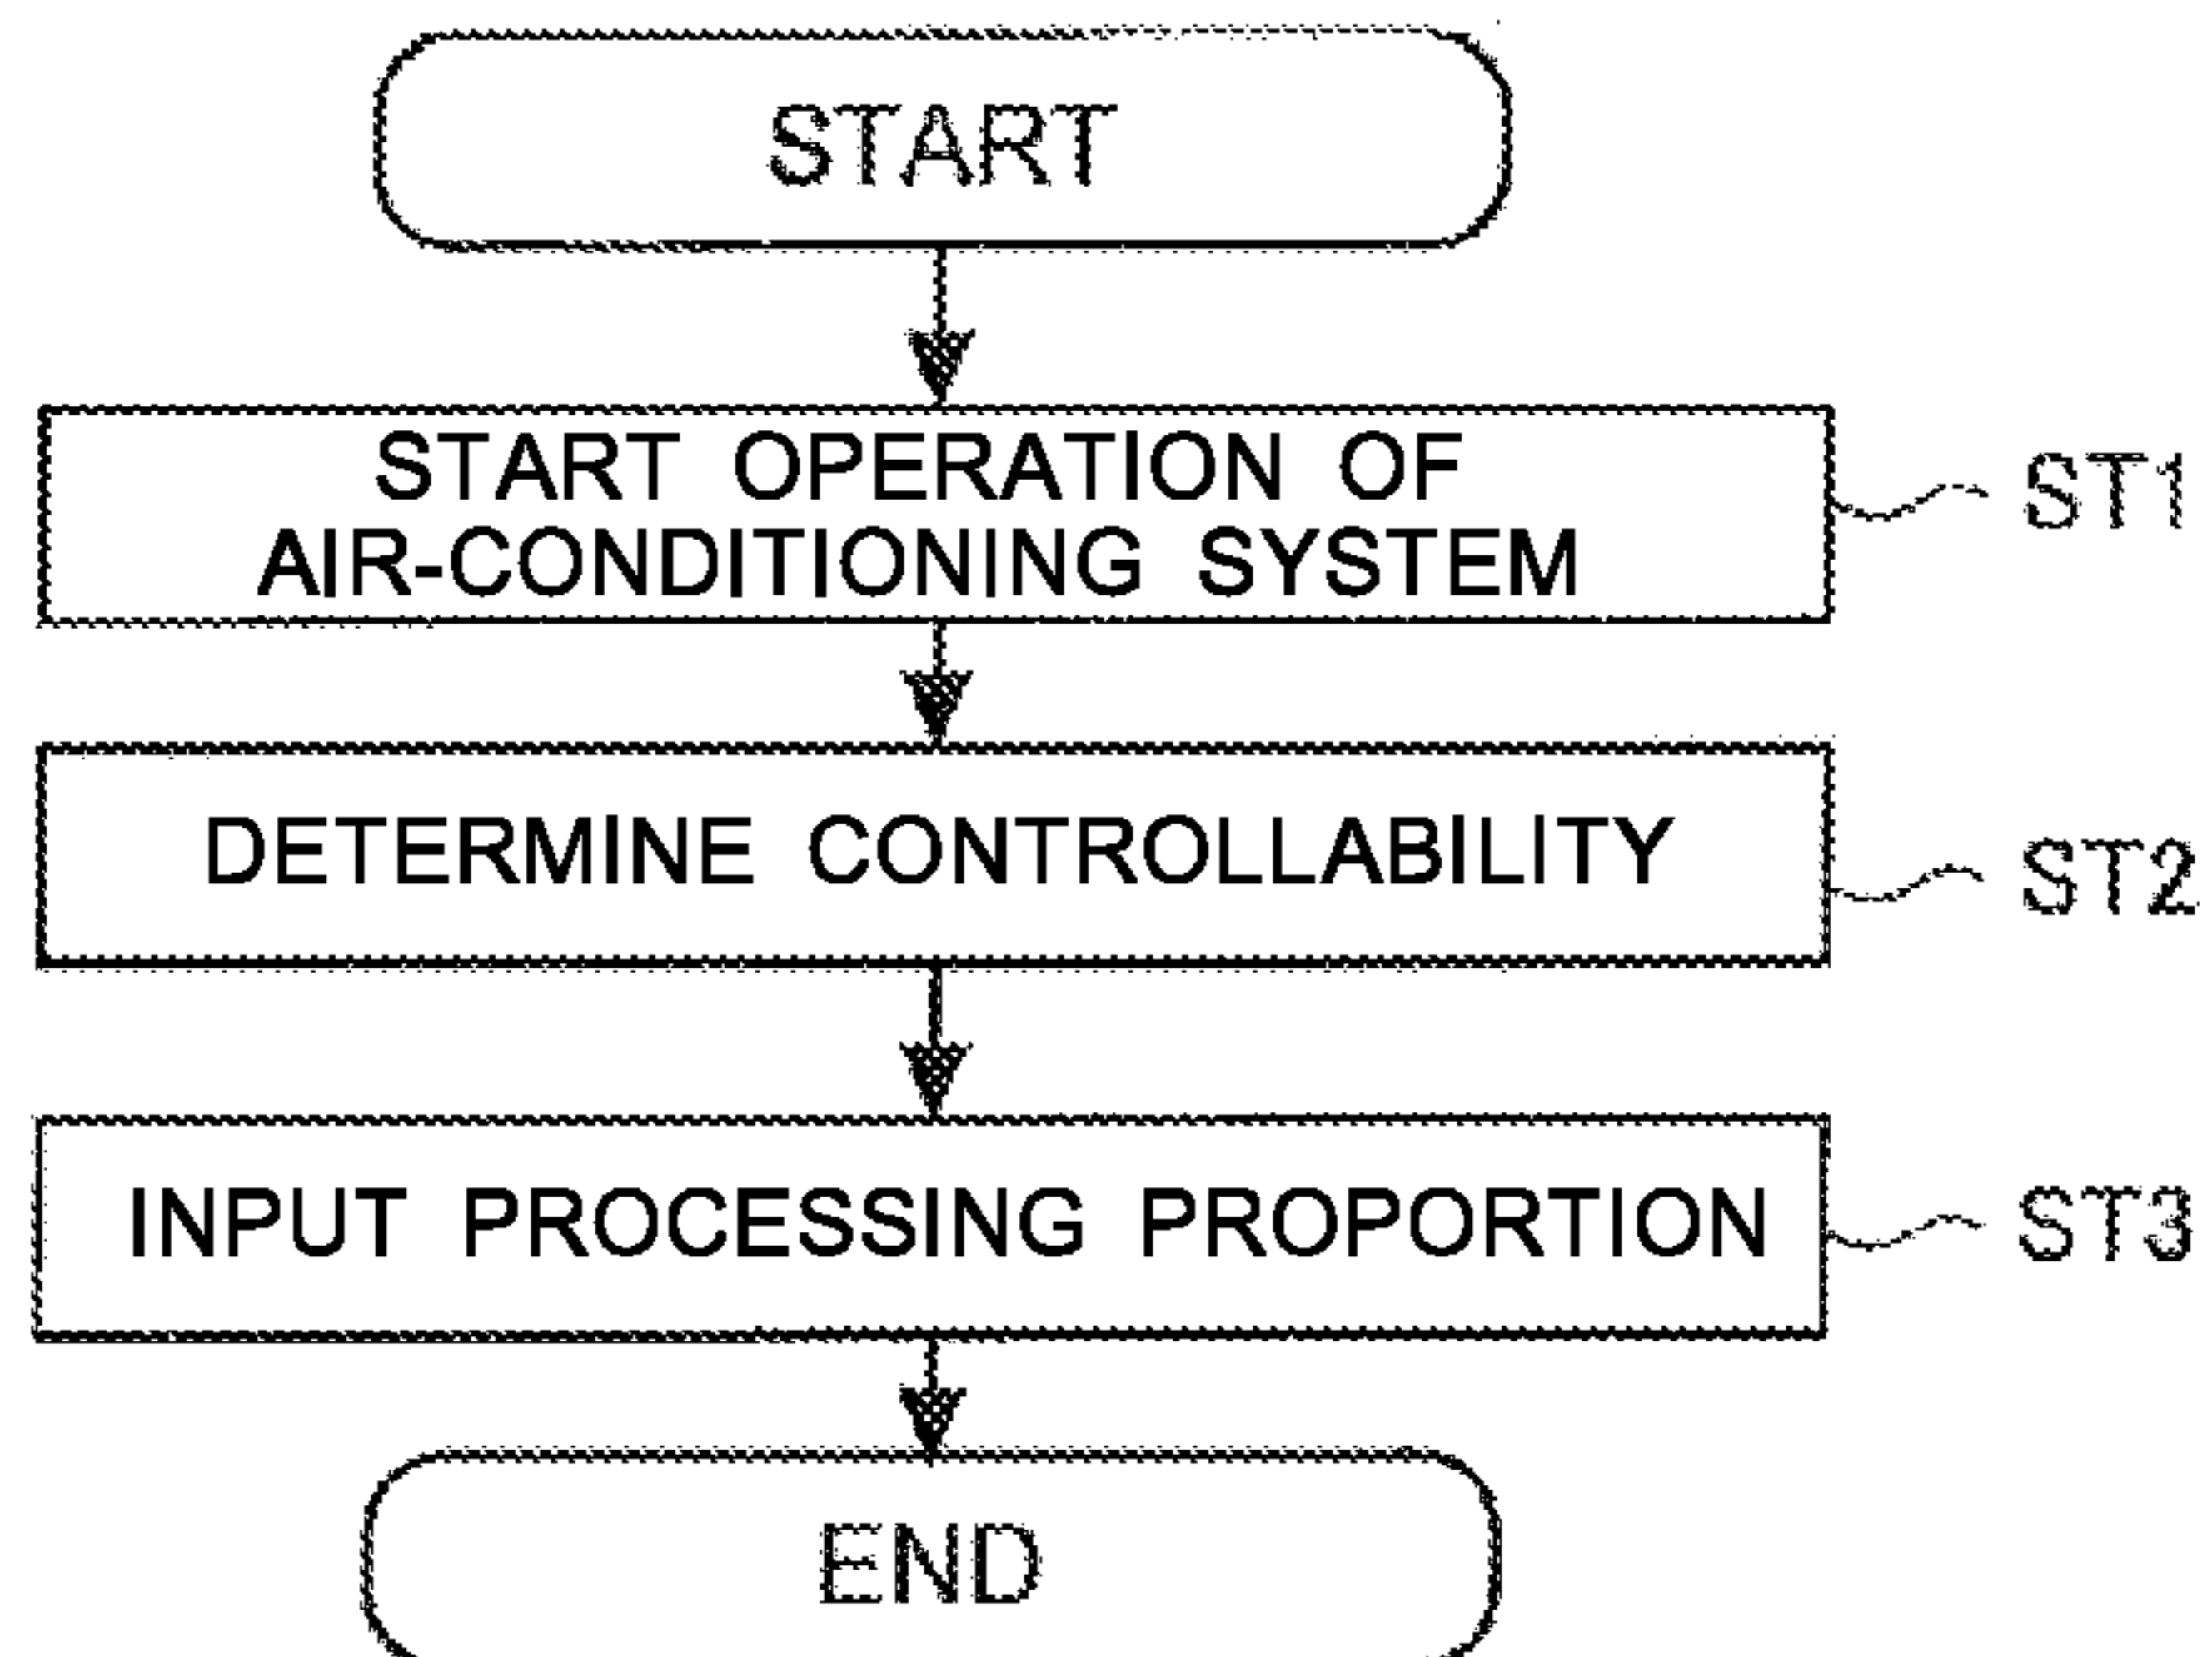 START
START OPERATION OF
AIR-CONDITIONING SYSTEM
ST1
DETERMINE CONTROLLABILITY
ST2
INPUT PROCESSING PROPORTION
ST3
END